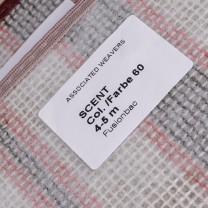 ASSOCIATED WEAVERS
SCENT
Col. /Farbe 60
4-5 m
Fusionbac